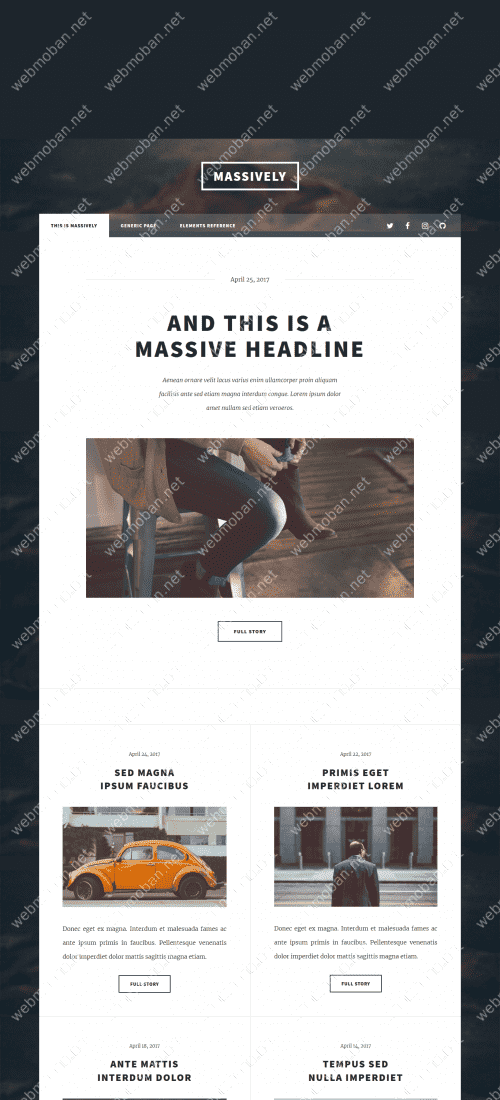 MASSIVELY
THIS IS MASSIVELY GENERIC PAGE ELEMENTS REFERENCE
April 25, 2017
AND THIS IS A
MASSIVE HEADLINE
Aenean ornare velit lacus varius enim ullamcorper proin aliquam
facilisis ante sed etiam magna interdum congue. Lorem ipsum dolor
amet nullam sed etiam veroeros.
FULL STORY
April 24, 2017
SED MAGNA
IPSUM FAUCIBUS
Donec eget ex magna. Interdum et malesuada fames ac
ante ipsum primis in faucibus. Pellentesque venenatis
dolor imperdiet dolor mattis sagittis magna etiam.
FULL STORY
April 22, 2017
PRIMIS EGET
IMPERDIET LOREM
Donec eget ex magna. Interdum et malesuada fames ac
ante ipsum primis in faucibus. Pellentesque venenatis
dolor imperdiet dolor mattis sagittis magna etiam.
FULL STORY
April 18, 2017
ANTE MATTIS
INTERDUM DOLOR
April 14, 2017
TEMPUS SED
NULLA IMPERDIET
webmoban.net